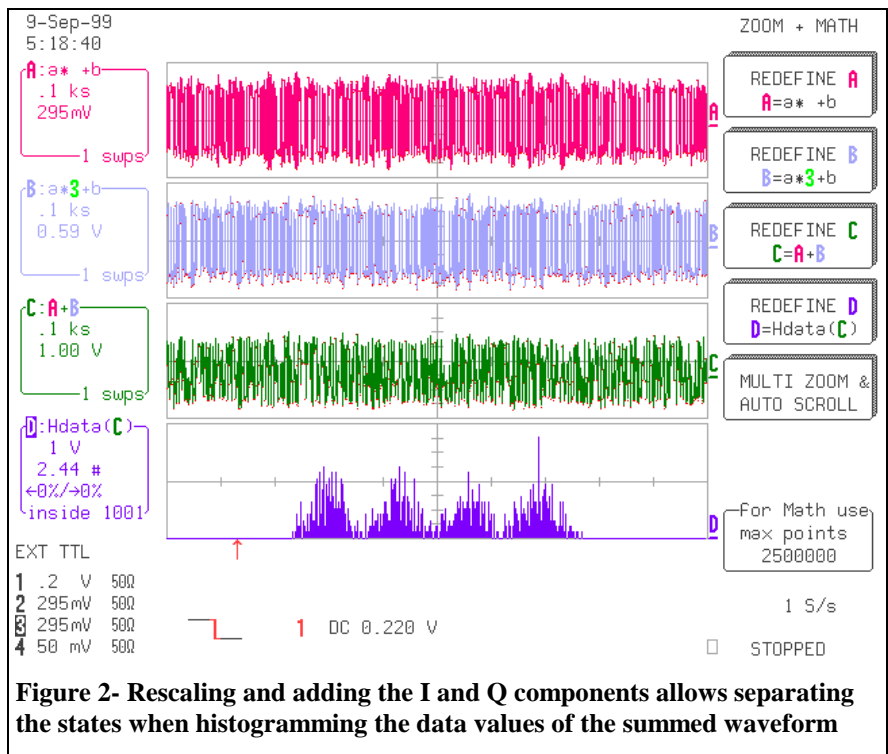 9-Sep-99
5:18:40
ZOOM + MATH
A:a* +b
.1 ks
295mV
1 swps
A
REDEFINE A
A=a* +b
B:a*3+b
.1 ks
0.59 V
1 swps
B
REDEFINE B
B=a*3+b
C:A+B
.1 ks
1.00 V
1 swps
C
REDEFINE C
C=A+B
REDEFINE D
D=Hdata(C)
MULTI ZOOM &
AUTO SCROLL
D:Hdata(C)
1 V
2.44 #
←0%/→0%
inside 1001
D
For Math use
max points
2500000
EXT TTL
1 .2 V 50Ω
2 295mV 50Ω
3 295mV 50Ω
4 50 mV 50Ω
1 DC 0.220 V
1 S/s
STOPPED
Figure 2- Rescaling and adding the I and Q components allows separating
the states when histogramming the data values of the summed waveform